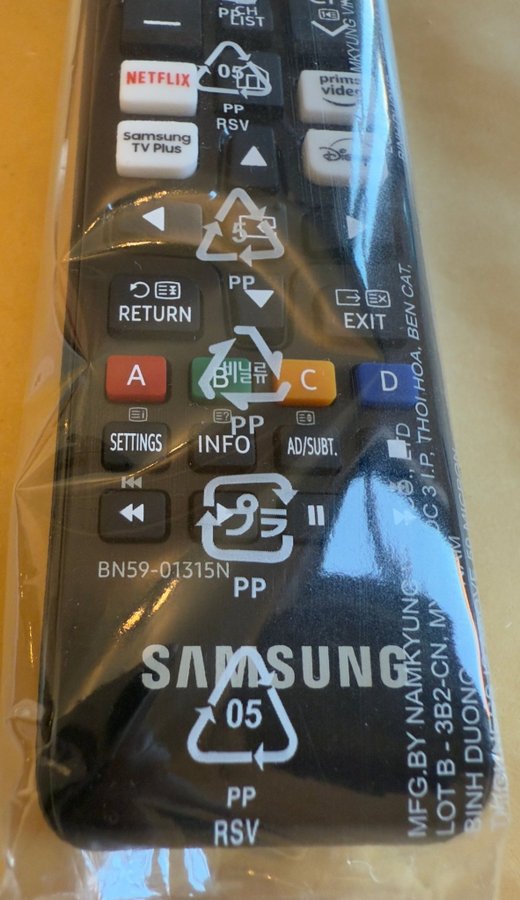 CH LIST
NETFLIX
prime video
Samsung TV Plus
05
PP
RSV
5
PP
RETURN
EXIT
A
B
C
D
비닐류
PP
SETTINGS
INFO
AD/SUBT.
プラ
PP
BN59-01315N
SAMSUNG
05
PP
RSV
MFG.BY NAMKYUNG
LOT B - 3B2-CN, MY
3 I.P. THOI HOA. BEN CAT.
BINH DUONG